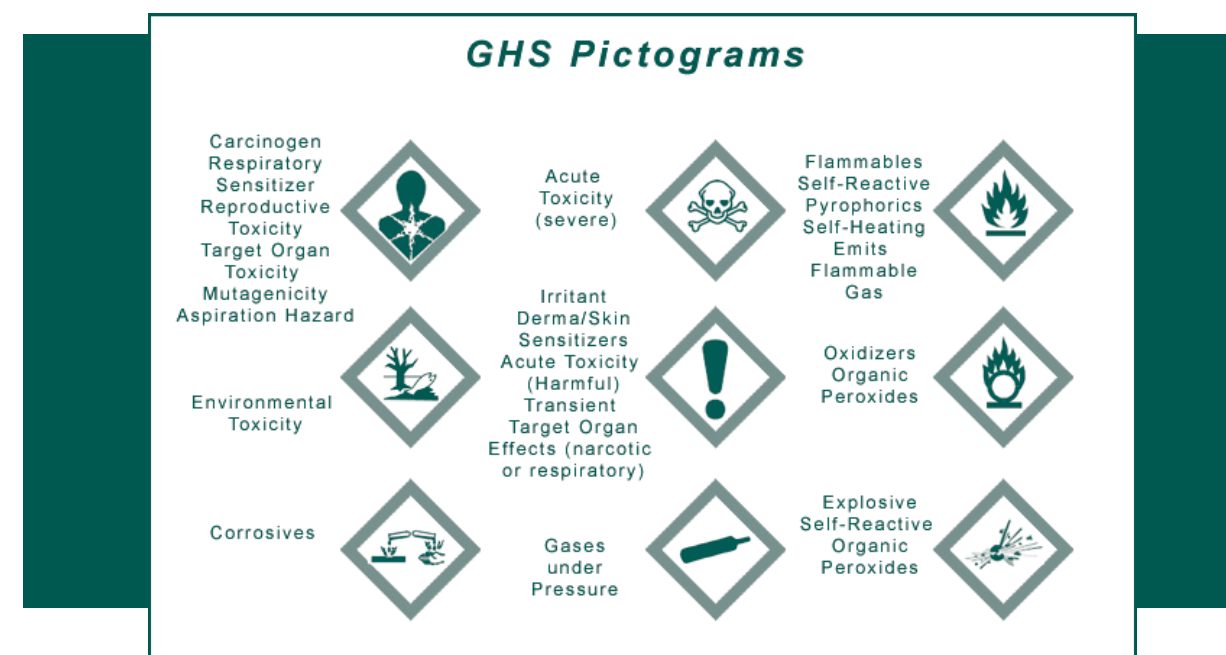 GHS Pictograms
Carcinogen
Respiratory
Sensitizer
Reproductive
Toxicity
Target Organ
Toxicity
Mutagenicity
Aspiration Hazard
Acute
Toxicity
(severe)
Flammables
Self-Reactive
Pyrophorics
Self-Heating
Emits
Flammable
Gas
Environmental
Toxicity
Irritant
Derma/Skin
Sensitizers
Acute Toxicity
(Harmful)
Transient
Target Organ
Effects (narcotic
or respiratory)
Oxidizers
Organic
Peroxides
Corrosives
Gases
under
Pressure
Explosive
Self-Reactive
Organic
Peroxides